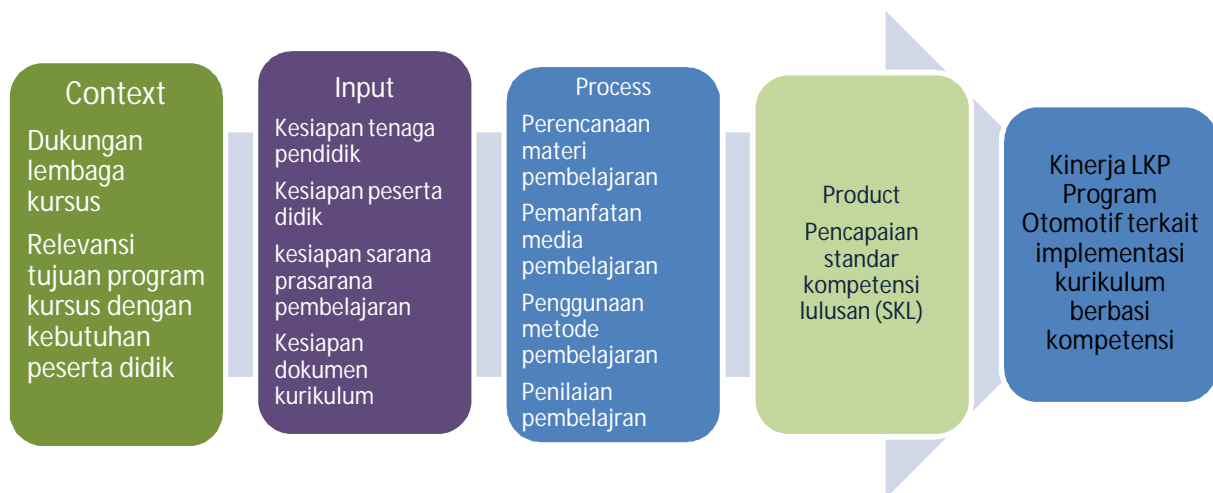 Context
Dukungan
lembaga
kursus
Relevansi
tujuan program
kursus dengan
kebutuhan
peserta didik
Input
Kesiapan tenaga
pendidik
Kesiapan peserta
didik
kesiapan sarana
prasarana
pembelajaran
Kesiapan
dokumen
kurikulum
Process
Perencanaan
materi
pembelajaran
Pemanfatan
media
pembelajaran
Penggunaan
metode
pembelajaran
Penilaian
pembelajran
Product
Pencapaian
standar
kompetensi
lulusan (SKL)
Kinerja LKP
Program
Otomotif terkait
implementasi
kurikulum
berbasi
kompetensi